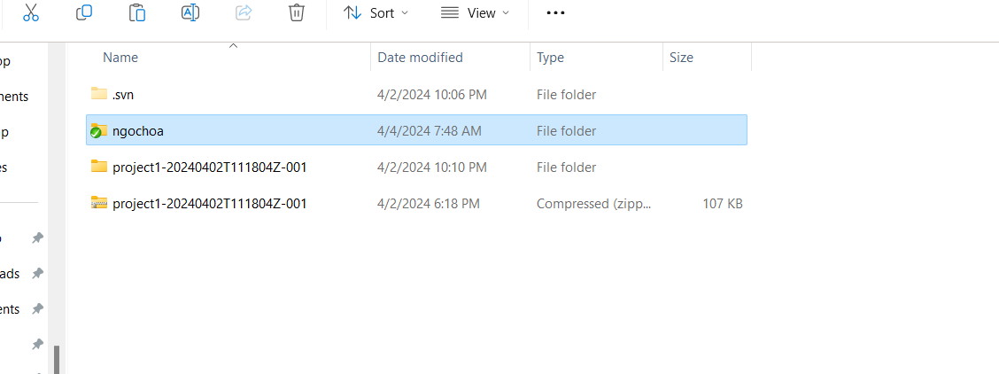 Sort View
op
Name Date modified Type Size
.svn 4/2/2024 10:06 PM File folder
nents
ngochoa 4/4/2024 7:48 AM File folder
p
project1-20240402T111804Z-001 4/2/2024 10:10 PM File folder
es
project1-20240402T111804Z-001 4/2/2024 6:18 PM Compressed (zipp... 107 KB
ads
ents